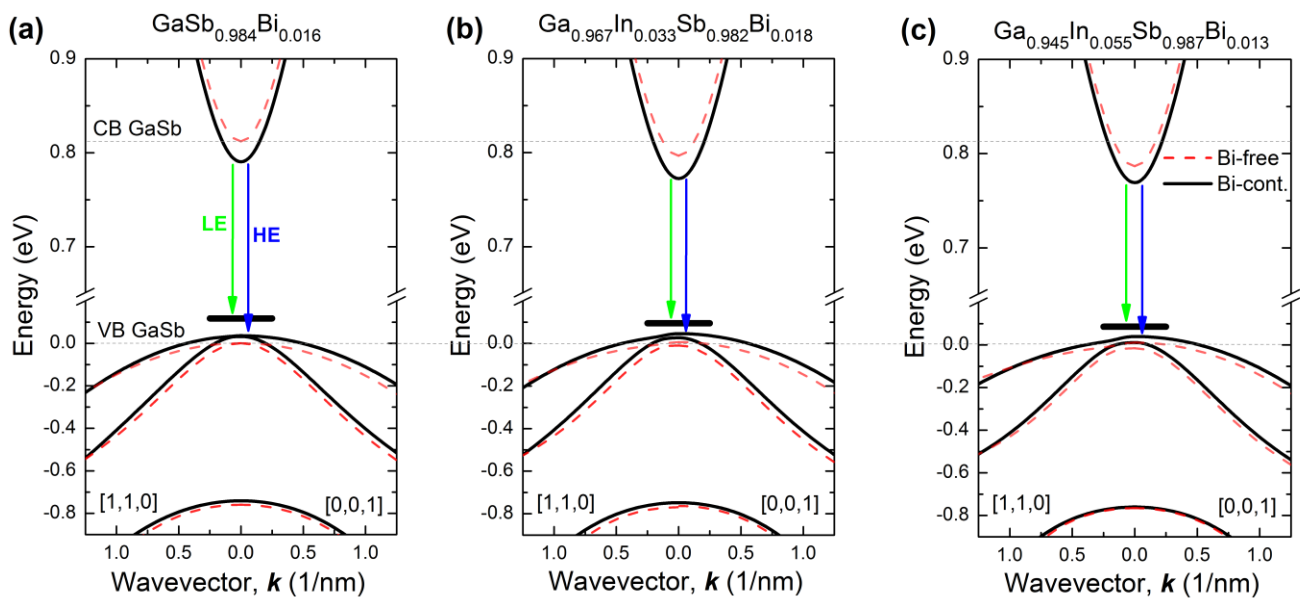 (a) GaSb0.984Bi0.016
(b) Ga0.967In0.033Sb0.982Bi0.018
(c) Ga0.945In0.055Sb0.987Bi0.013
0.9
0.8
0.7
0.0
-0.2
-0.4
-0.6
-0.8
Energy (eV)
CB GaSb
LE
HE
VB GaSb
[1,1,0]
[0,0,1]
1.0 0.5 0.0 0.5 1.0
Wavevector, k (1/nm)
0.9
0.8
0.7
0.0
-0.2
-0.4
-0.6
-0.8
Energy (eV)
[1,1,0]
[0,0,1]
1.0 0.5 0.0 0.5 1.0
Wavevector, k (1/nm)
0.9
0.8
0.7
0.0
-0.2
-0.4
-0.6
-0.8
Energy (eV)
Bi-free
Bi-cont.
[1,1,0]
[0,0,1]
1.0 0.5 0.0 0.5 1.0
Wavevector, k (1/nm)